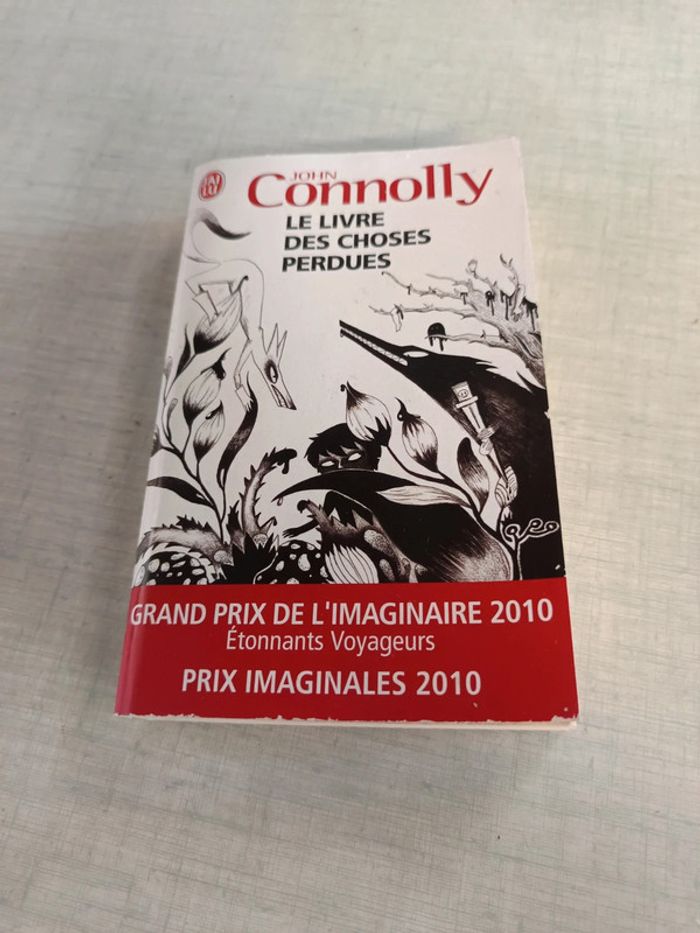 J'AI
LU
JOHN
Connolly
LE LIVRE
DES CHOSES
PERDUES
GRAND PRIX DE L'IMAGINAIRE 2010
Étonnants Voyageurs
PRIX IMAGINALES 2010